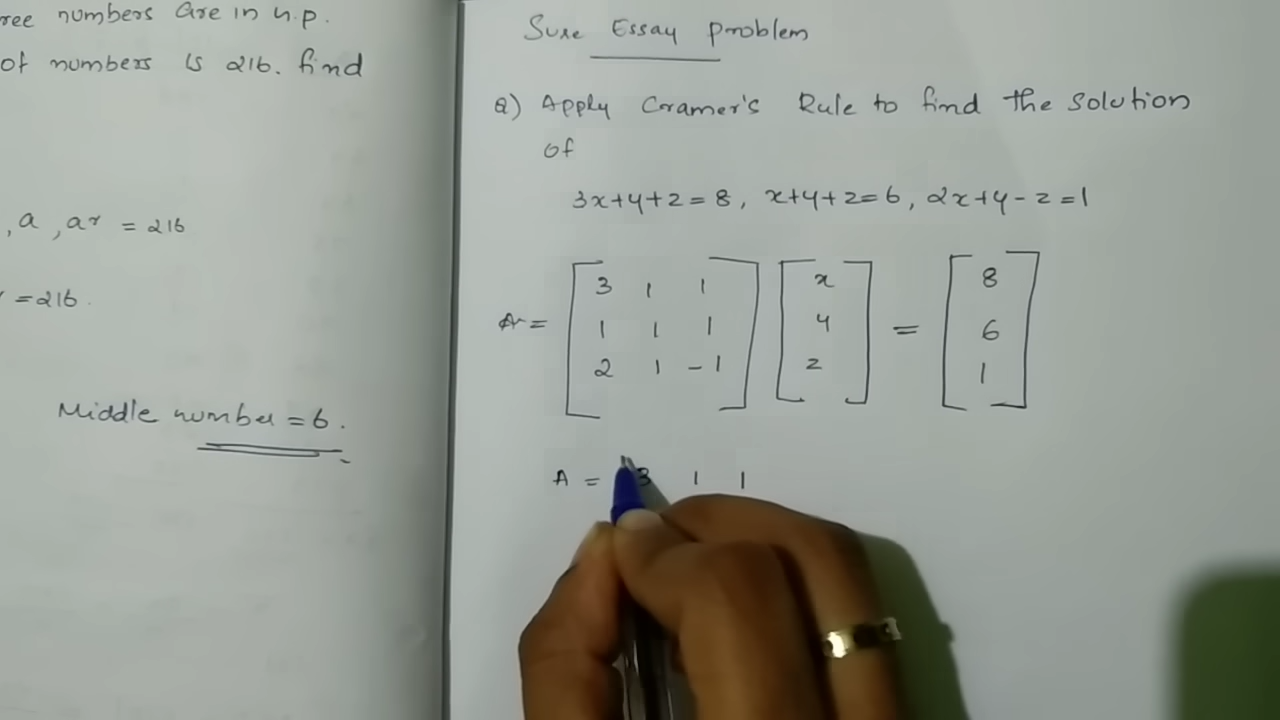 ree numbers are in G.P.
of numbers is 216. find
, a, ar = 216
= 216.
Middle number = 6.
Sure Essay problem
Q) Apply Cramer's Rule to find the solution
of
3x+y+z=8, x+y+z=6, 2x+y-z=1
3 1 1 x 8
A = 1 1 1 y = 6
2 1 -1 z 1
A = 3 1 1